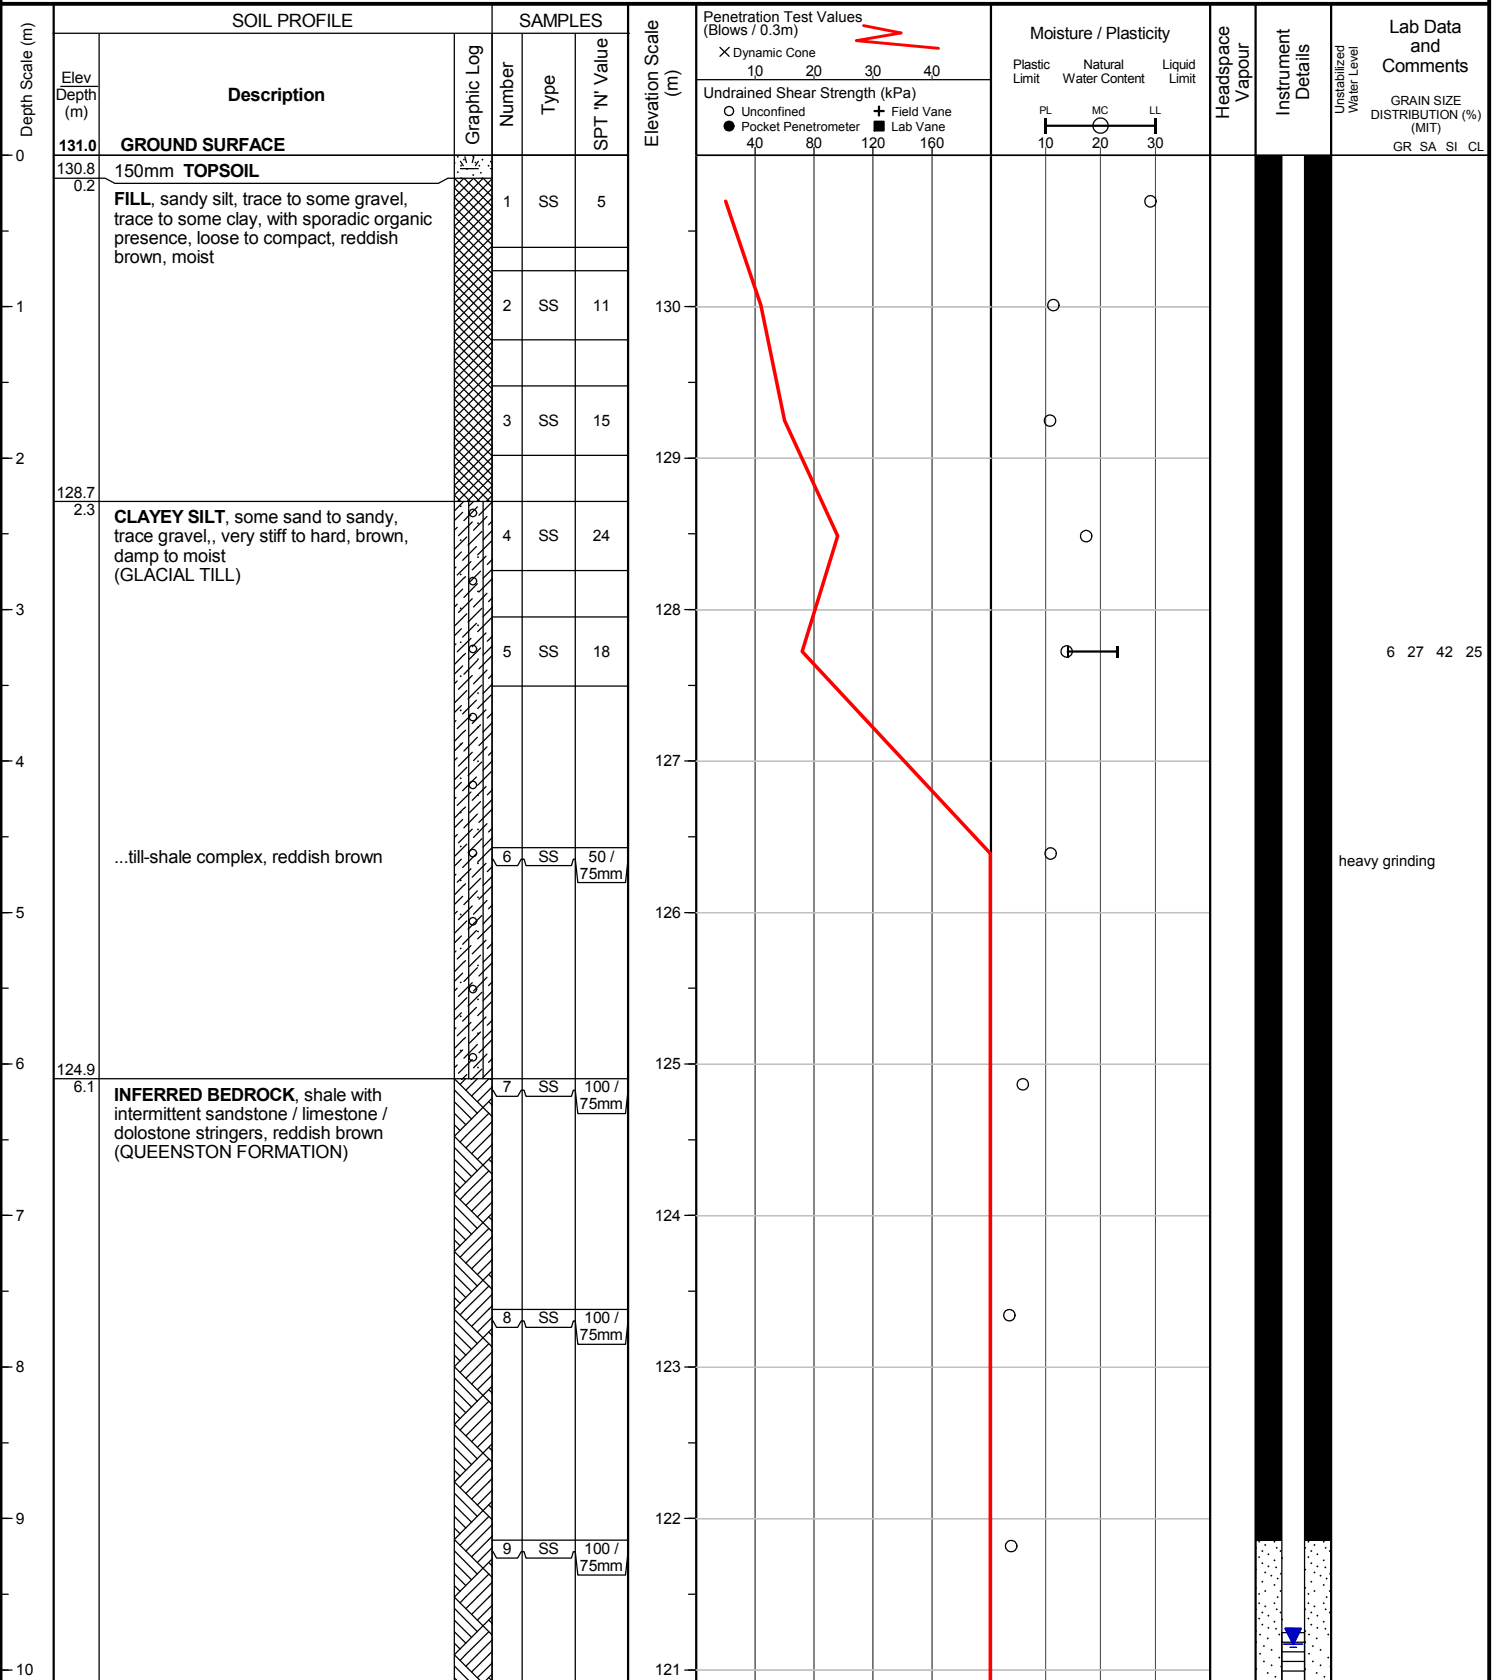 SOIL PROFILE
SAMPLES
Depth Scale (m)
Elev
Depth
(m)
Description
Graphic Log
Number
Type
SPT 'N' Value
Elevation Scale
(m)
Penetration Test Values
(Blows / 0.3m)
Dynamic Cone
10 20 30 40
Undrained Shear Strength (kPa)
Unconfined
Field Vane
Pocket Penetrometer
Lab Vane
40 80 120 160
Moisture / Plasticity
Plastic
Limit
Natural
Water Content
Liquid
Limit
PL MC LL
10 20 30
Headspace
Vapour
Instrument
Details
Unstabilized
Water Level
Lab Data
and
Comments
GRAIN SIZE
DISTRIBUTION (%)
(MIT)
GR SA SI CL
131.0 GROUND SURFACE
0
130.8 150mm TOPSOIL
0.2
FILL, sandy silt, trace to some gravel,
trace to some clay, with sporadic organic
presence, loose to compact, reddish
brown, moist
1 SS 5
1
2 SS 11
130
3 SS 15
2
129
128.7
2.3
CLAYEY SILT, some sand to sandy,
trace gravel,, very stiff to hard, brown,
damp to moist
(GLACIAL TILL)
4 SS 24
3
128
5 SS 18
6 27 42 25
4
127
...till-shale complex, reddish brown
6 SS 50 /
75mm
heavy grinding
5
126
6
125
124.9
6.1
INFERRED BEDROCK, shale with
intermittent sandstone / limestone /
dolostone stringers, reddish brown
(QUEENSTON FORMATION)
7 SS 100 /
75mm
7
124
8 SS 100 /
75mm
8
123
9
122
9 SS 100 /
75mm
10
121